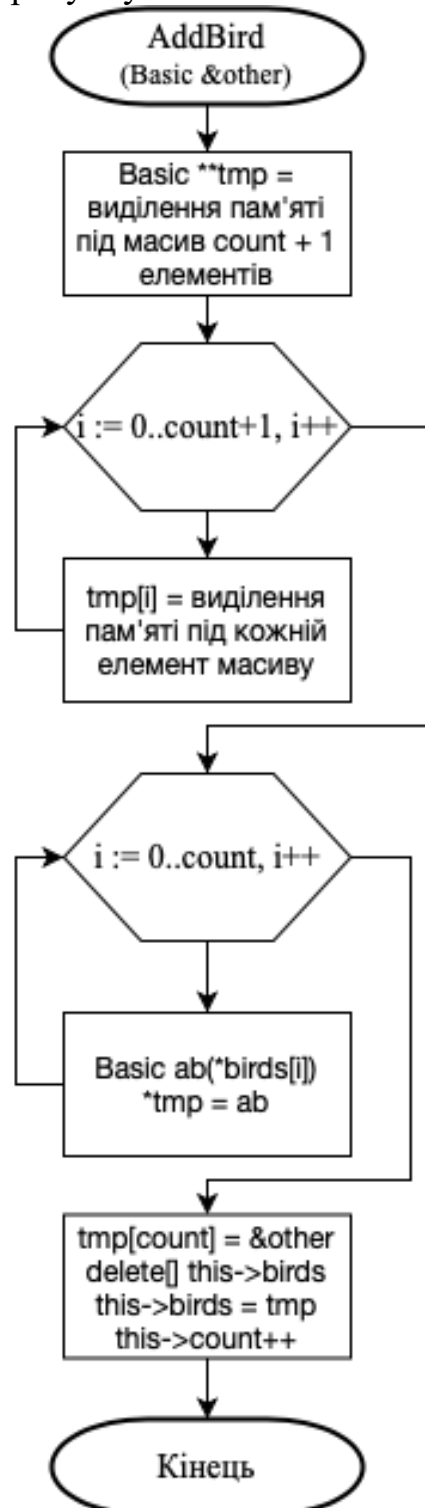 AddBird
(Basic &other)
Basic **tmp =
виділення пам'яті
під масив count + 1
елементів
i := 0..count+1, i++
tmp[i] = виділення
пам'яті під кожній
елемент масиву
i := 0..count, i++
Basic ab(*birds[i])
*tmp = ab
tmp[count] = &other
delete[] this->birds
this->birds = tmp
this->count++
Кінець